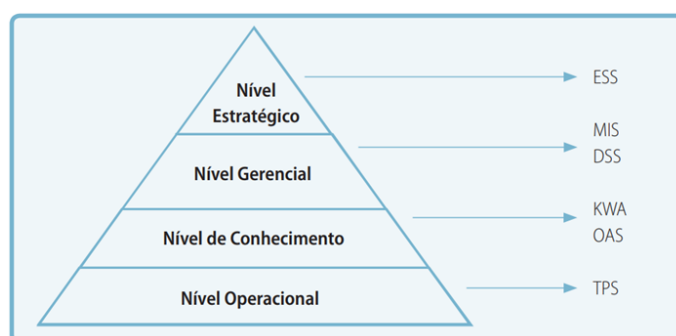 Nível
Estratégico
ESS
Nível Gerencial
MIS
DSS
Nível de Conhecimento
KWA
OAS
Nível Operacional
TPS